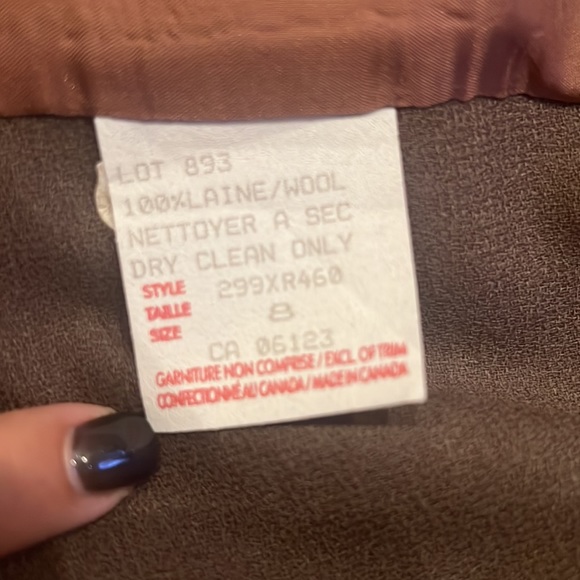 LOT 893
100%LAINE/WOOL
NETTOYER A SEC
DRY CLEAN ONLY
STYLE 299XR460
TAILLE 8
SIZE
CA 06123
GARNITURE NON COMPRISE / EXCL. OF TRIM
CONFECTIONNÉ AU CANADA / MADE IN CANADA